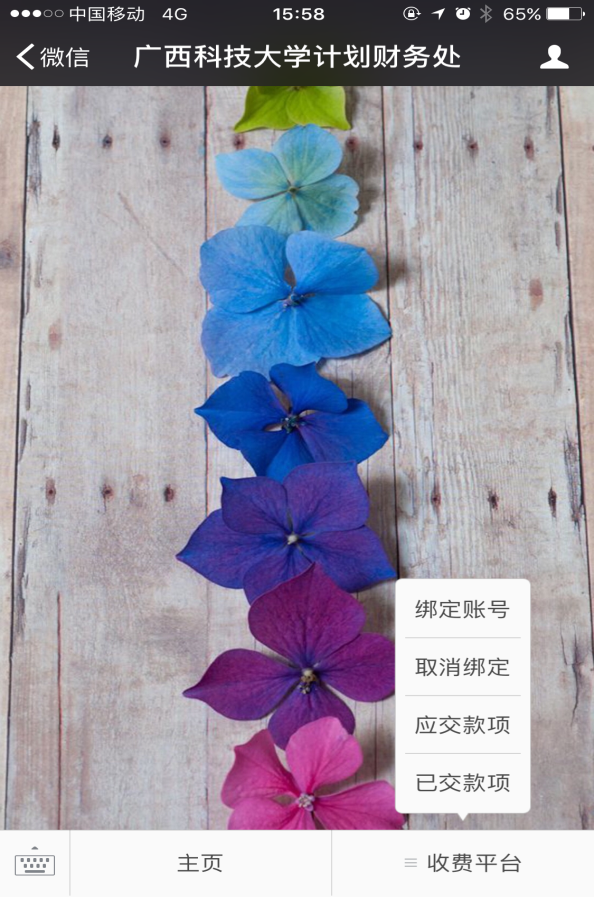 中国移动 4G 15:58 65%
微信 广西科技大学计划财务处
绑定账号
取消绑定
应交款项
已交款项
主页 收费平台